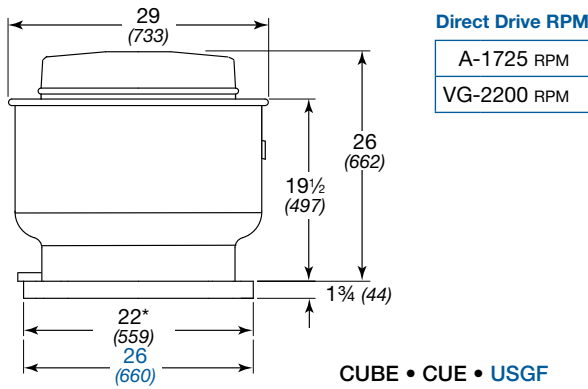 29
(733)
Direct Drive RPM
A-1725 RPM
VG-2200 RPM
26
(662)
19½
(497)
1¾ (44)
22*
(559)
26
(660)
CUBE • CUE • USGF